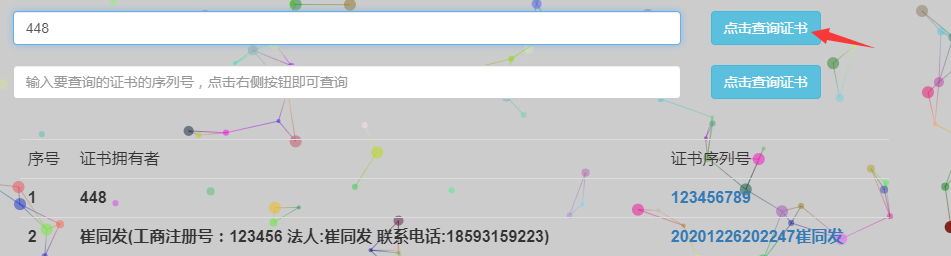 448 点击查询证书
输入要查询的证书的序列号，点击右侧按钮即可查询 点击查询证书
序号 证书拥有者 证书序列号
1 448 123456789
2 崔同发(工商注册号：123456 法人:崔同发 联系电话:18593159223) 20201226202247崔同发